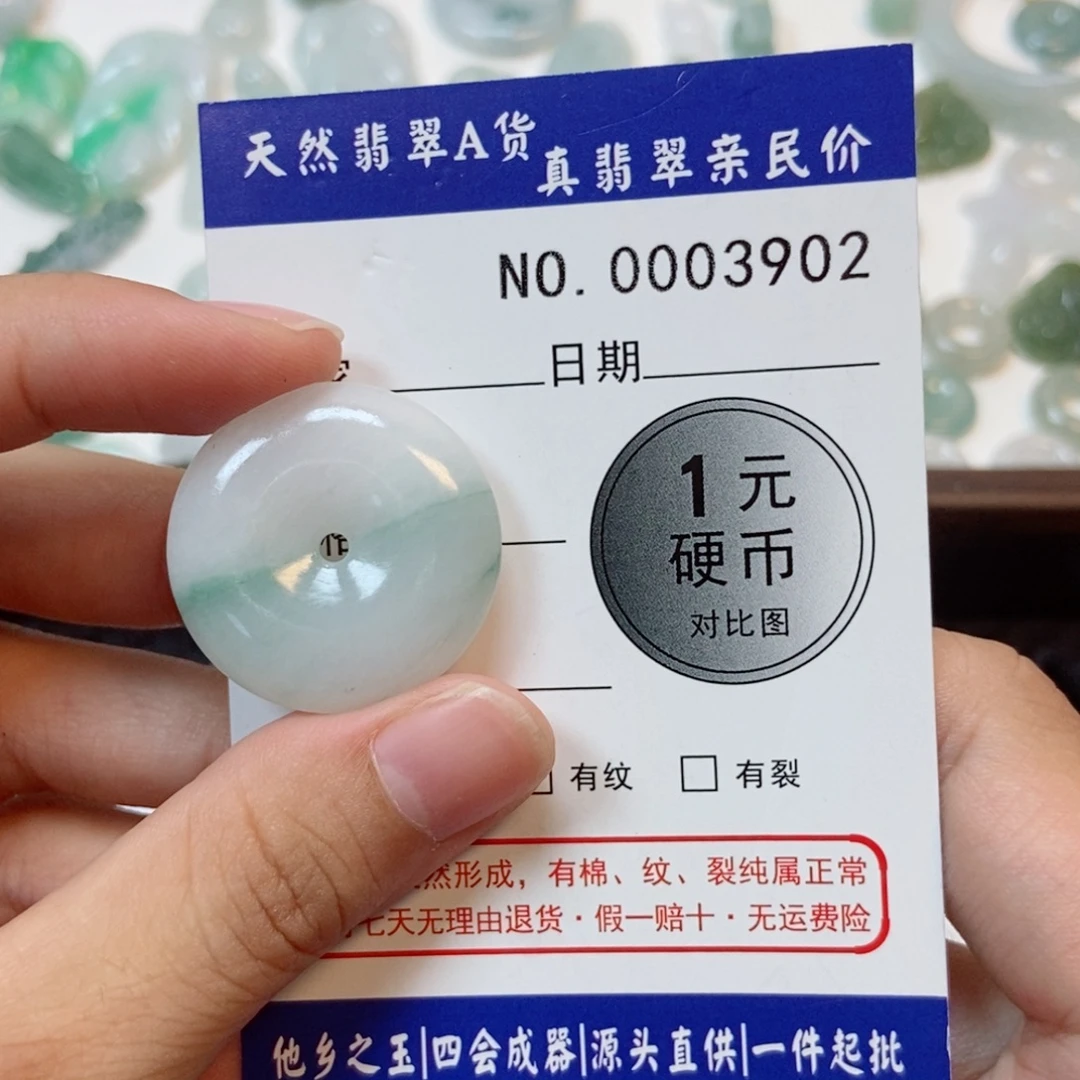 天然翡翠A货 真翡翠亲民价
NO.0003902
日期
1元
硬币
对比图
作
有纹 有裂
然形成，有棉、纹、裂纯属正常
七天无理由退货·假一赔十·无运费险
他乡之玉|四会成器|源头直供|一件起批